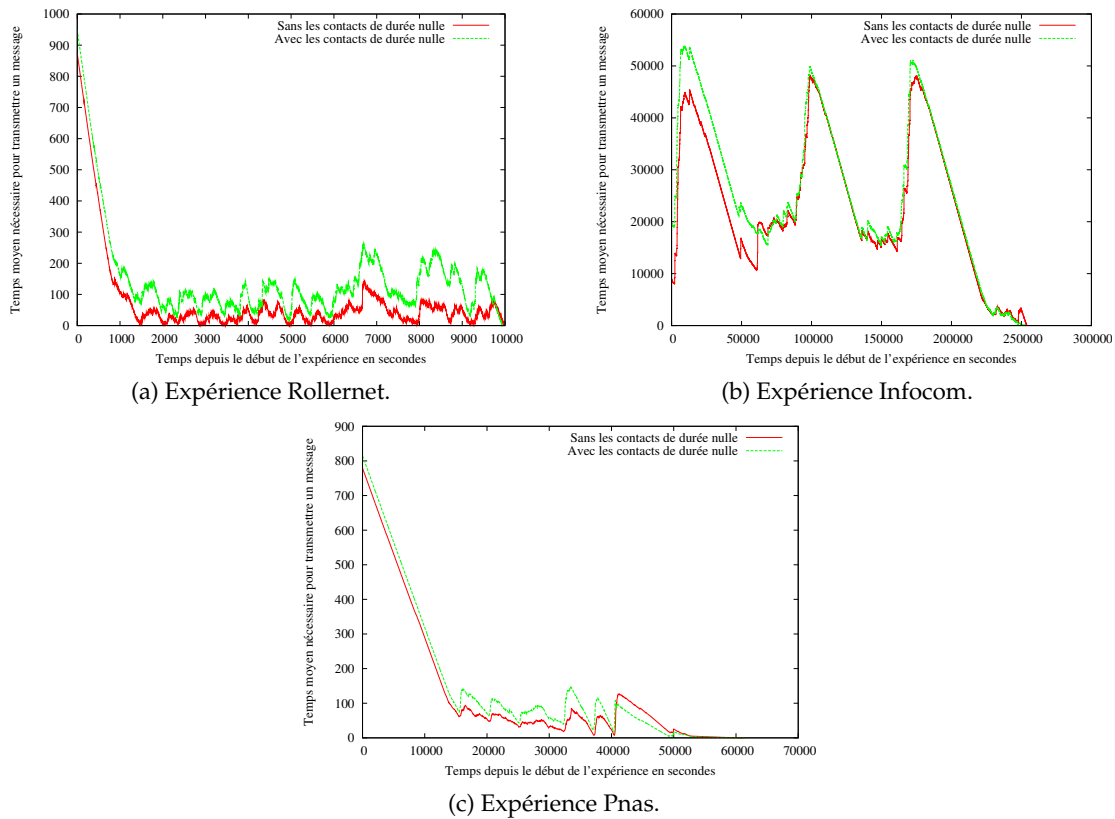 Temps moyen nécessaire pour transmettre un message
1000
900
800
700
600
500
400
300
200
100
0
Sans les contacts de durée nulle
Avec les contacts de durée nulle
0 1000 2000 3000 4000 5000 6000 7000 8000 9000 10000
Temps depuis le début de l'expérience en secondes
(a) Expérience Rollernet.
Temps moyen nécessaire pour transmettre un message
60000
50000
40000
30000
20000
10000
0
Sans les contacts de durée nulle
Avec les contacts de durée nulle
0 50000 100000 150000 200000 250000 300000
Temps depuis le début de l'expérience en secondes
(b) Expérience Infocom.
Temps moyen nécessaire pour transmettre un message
900
800
700
600
500
400
300
200
100
0
Sans les contacts de durée nulle
Avec les contacts de durée nulle
0 10000 20000 30000 40000 50000 60000 70000
Temps depuis le début de l'expérience en secondes
(c) Expérience Pnas.